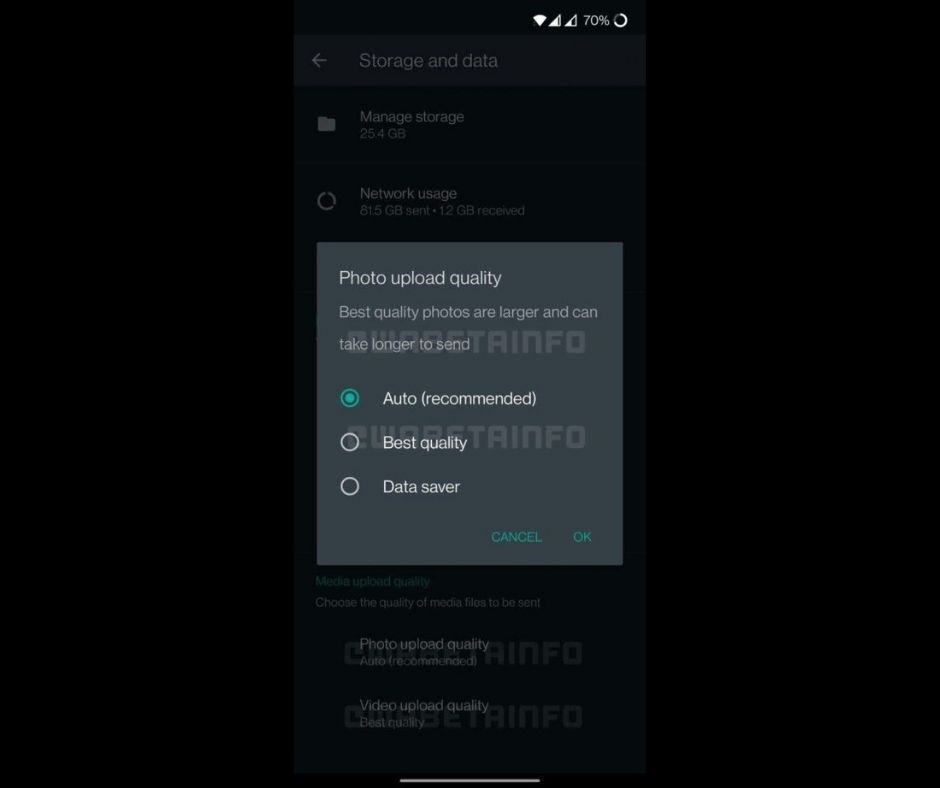 70%
Storage and data
Manage storage
25.4 GB
Network usage
81.5 GB sent • 1.2 GB received
Photo upload quality
Best quality photos are larger and can
take longer to send
@WABETAINFO
Auto (recommended)
Best quality
@WABETAINFO
Data saver
CANCEL OK
Media upload quality
Choose the quality of media files to be sent
Photo upload quality
Auto (recommended)
@WABETAINFO
Video upload quality
Best quality
@WABETAINFO